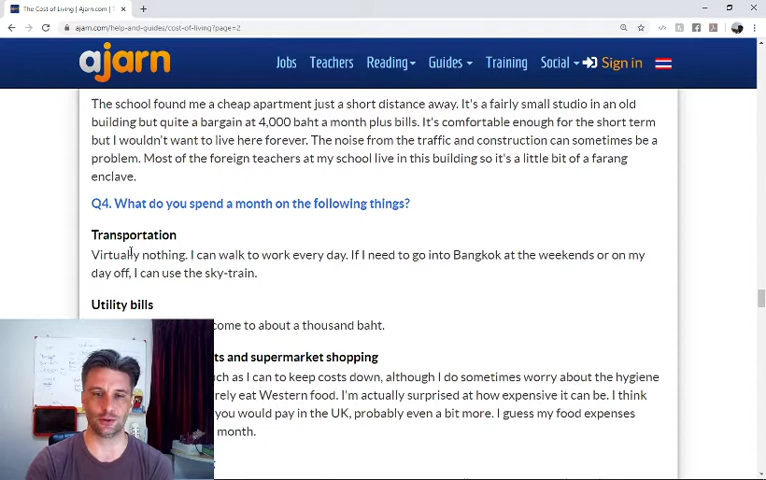 The Cost of Living | Ajarn.com |
ajarn.com/help-and-guides/cost-of-living?page=2
ajarn
Jobs Teachers Reading Guides Training Social Sign in
The school found me a cheap apartment just a short distance away. It's a fairly small studio in an old
building but quite a bargain at 4,000 baht a month plus bills. It's comfortable enough for the short term
but I wouldn't want to live here forever. The noise from the traffic and construction can sometimes be a
problem. Most of the foreign teachers at my school live in this building so it's a little bit of a farang
enclave.
Q4. What do you spend a month on the following things?
Transportation
Virtually nothing. I can walk to work every day. If I need to go into Bangkok at the weekends or on my
day off, I can use the sky-train.
Utility bills
come to about a thousand baht.
and supermarket shopping
as I can to keep costs down, although I do sometimes worry about the hygiene
eat Western food. I'm actually surprised at how expensive it can be. I think
you would pay in the UK, probably even a bit more. I guess my food expenses
month.